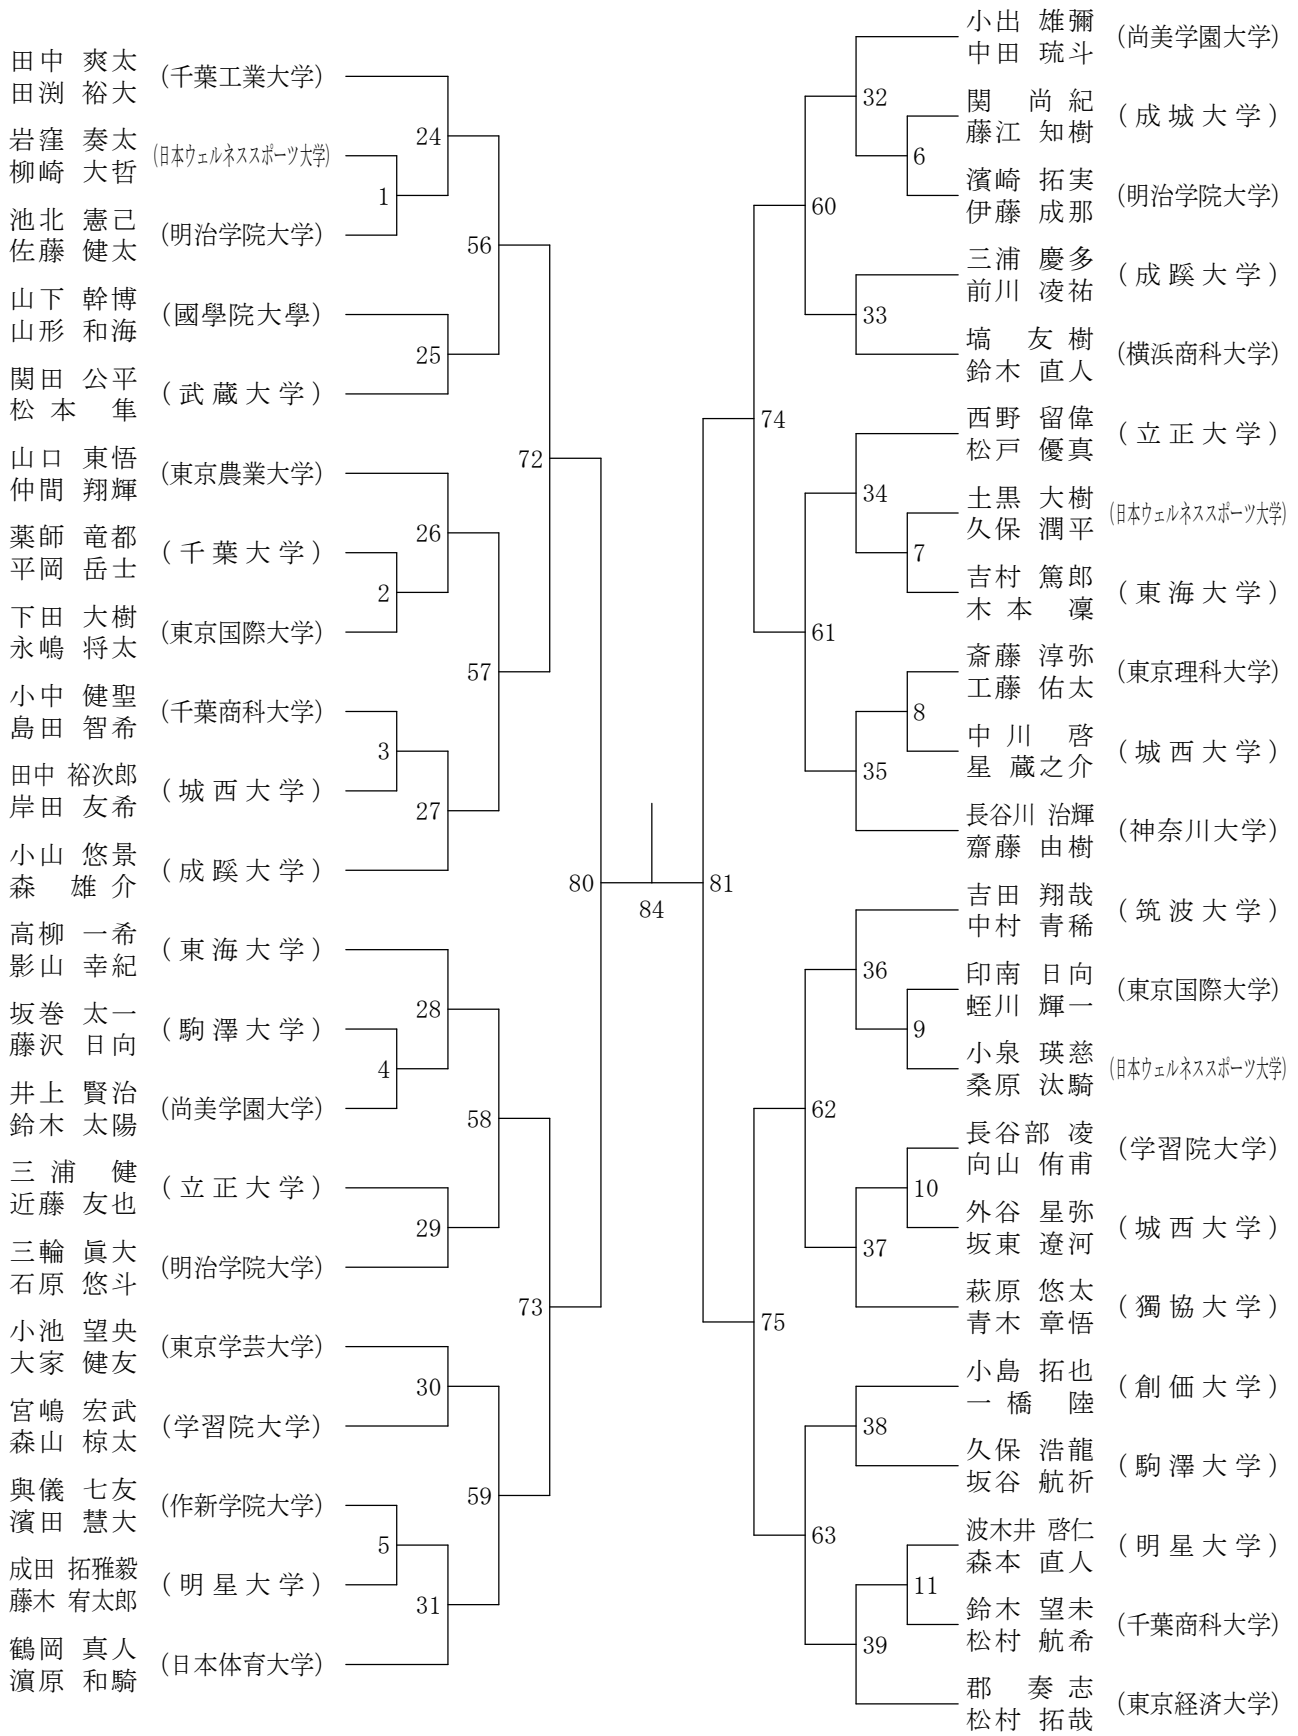 田中 爽太
田渕 裕大
(千葉工業大学)
岩窪 奏太
柳崎 大哲
(日本ウェルネススポーツ大学)
池北 憲己
佐藤 健太
(明治学院大学)
山下 幹博
山形 和海
(國學院大學)
関田 公平
松本 隼
(武蔵大学)
山口 東悟
仲間 翔輝
(東京農業大学)
薬師 竜都
平岡 岳士
(千葉大学)
下田 大樹
永嶋 将太
(東京国際大学)
小中 健聖
島田 智希
(千葉商科大学)
田中 裕次郎
岸田 友希
(城西大学)
小山 悠景
森 雄介
(成蹊大学)
高柳 一希
影山 幸紀
(東海大学)
坂巻 太一
藤沢 日向
(駒澤大学)
井上 賢治
鈴木 太陽
(尚美学園大学)
三浦 健
近藤 友也
(立正大学)
三輪 眞大
石原 悠斗
(明治学院大学)
小池 望央
大家 健友
(東京学芸大学)
宮嶋 宏武
森山 椋太
(学習院大学)
與儀 七友
濱田 慧大
(作新学院大学)
成田 拓雅毅
藤木 宥太郎
(明星大学)
鶴岡 真人
濵原 和騎
(日本体育大学)
1
2
3
4
5
24
25
26
27
28
29
30
31
56
57
58
59
72
73
80
84
81
74
75
60
61
62
63
32
33
34
35
36
37
38
39
6
7
8
9
10
11
小出 雄彌
中田 琉斗
(尚美学園大学)
関 尚紀
藤江 知樹
(成城大学)
濱崎 拓実
伊藤 成那
(明治学院大学)
三浦 慶多
前川 凌祐
(成蹊大学)
塙 友樹
鈴木 直人
(横浜商科大学)
西野 留偉
松戸 優真
(立正大学)
土黒 大樹
久保 潤平
(日本ウェルネススポーツ大学)
吉村 篤郎
木本 凜
(東海大学)
斎藤 淳弥
工藤 佑太
(東京理科大学)
中川 啓
星 蔵之介
(城西大学)
長谷川 治輝
齋藤 由樹
(神奈川大学)
吉田 翔哉
中村 青稀
(筑波大学)
印南 日向
蛭川 輝一
(東京国際大学)
小泉 瑛慈
桑原 汰騎
(日本ウェルネススポーツ大学)
長谷部 凌
向山 侑甫
(学習院大学)
外谷 星弥
坂東 遼河
(城西大学)
萩原 悠太
青木 章悟
(獨協大学)
小島 拓也
一橋 陸
(創価大学)
久保 浩龍
坂谷 航祈
(駒澤大学)
波木井 啓仁
森本 直人
(明星大学)
鈴木 望未
松村 航希
(千葉商科大学)
郡 奏志
松村 拓哉
(東京経済大学)